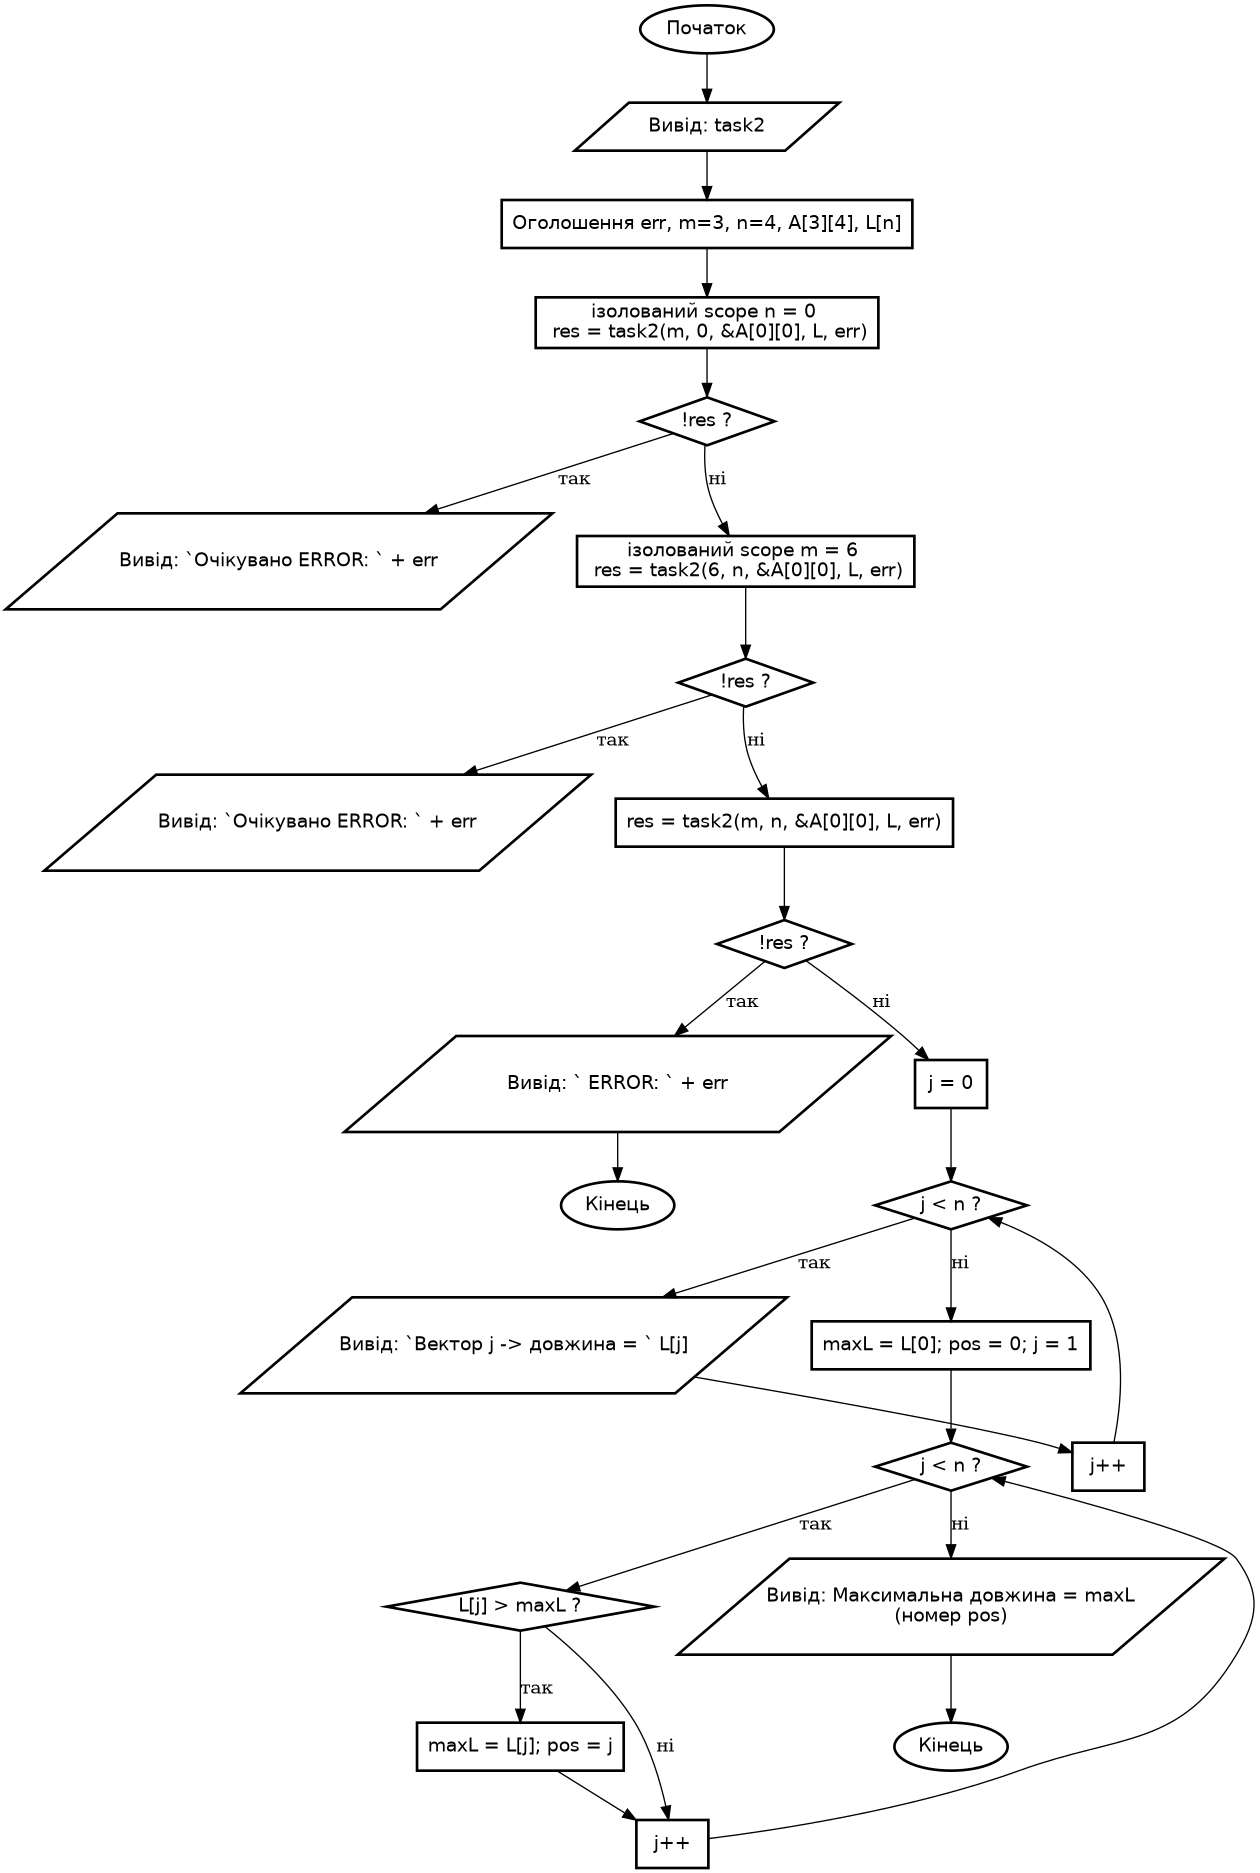 Початок
Вивід: task2
Оголошення err, m=3, n=4, A[3][4], L[n]
ізолований scope n = 0
res = task2(m, 0, &A[0][0], L, err)
!res ?
так
ні
Вивід: `Очікувано ERROR: ` + err
ізолований scope m = 6
res = task2(6, n, &A[0][0], L, err)
!res ?
так
ні
Вивід: `Очікувано ERROR: ` + err
res = task2(m, n, &A[0][0], L, err)
!res ?
так
ні
Вивід: ` ERROR: ` + err
j = 0
Кінець
j < n ?
так
ні
Вивід: `Вектор j -> довжина = ` L[j]
maxL = L[0]; pos = 0; j = 1
j < n ?
j++
так
ні
L[j] > maxL ?
Вивід: Максимальна довжина = maxL
(номер pos)
так
ні
maxL = L[j]; pos = j
Кінець
j++